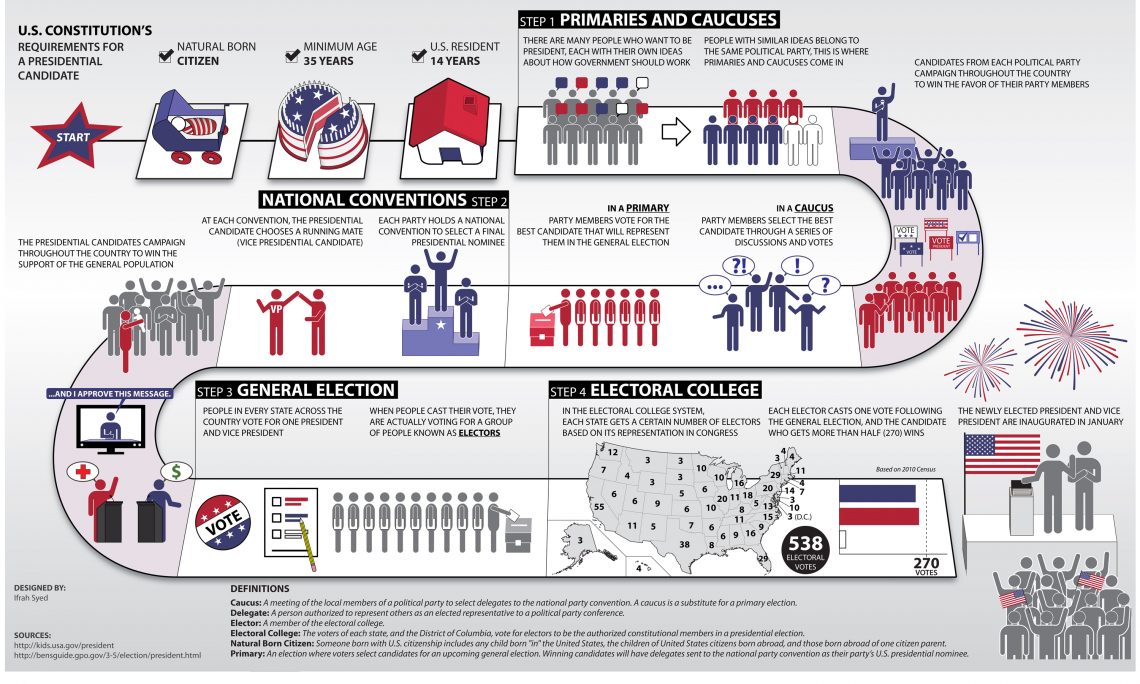 U.S. CONSTITUTION'S
REQUIREMENTS FOR
A PRESIDENTIAL
CANDIDATE
NATURAL BORN
CITIZEN
MINIMUM AGE
35 YEARS
U.S. RESIDENT
14 YEARS
START
STEP 1 PRIMARIES AND CAUCUSES
THERE ARE MANY PEOPLE WHO WANT TO BE
PRESIDENT, EACH WITH THEIR OWN IDEAS
ABOUT HOW GOVERNMENT SHOULD WORK
PEOPLE WITH SIMILAR IDEAS BELONG TO
THE SAME POLITICAL PARTY, THIS IS WHERE
PRIMARIES AND CAUCUSES COME IN
CANDIDATES FROM EACH POLITICAL PARTY
CAMPAIGN THROUGHOUT THE COUNTRY
TO WIN THE FAVOR OF THEIR PARTY MEMBERS
VOTE
VOTE
VOTE
PRESIDENT
IN A CAUCUS
PARTY MEMBERS SELECT THE BEST
CANDIDATE THROUGH A SERIES OF
DISCUSSIONS AND VOTES
...
?!
!
?
IN A PRIMARY
PARTY MEMBERS VOTE FOR THE
BEST CANDIDATE THAT WILL REPRESENT
THEM IN THE GENERAL ELECTION
NATIONAL CONVENTIONS STEP 2
EACH PARTY HOLDS A NATIONAL
CONVENTION TO SELECT A FINAL
PRESIDENTIAL NOMINEE
AT EACH CONVENTION, THE PRESIDENTIAL
CANDIDATE CHOOSES A RUNNING MATE
(VICE PRESIDENTIAL CANDIDATE)
VP
THE PRESIDENTIAL CANDIDATES CAMPAIGN
THROUGHOUT THE COUNTRY TO WIN THE
SUPPORT OF THE GENERAL POPULATION
...AND I APPROVE THIS MESSAGE.
$
STEP 3 GENERAL ELECTION
PEOPLE IN EVERY STATE ACROSS THE
COUNTRY VOTE FOR ONE PRESIDENT
AND VICE PRESIDENT
WHEN PEOPLE CAST THEIR VOTE, THEY
ARE ACTUALLY VOTING FOR A GROUP
OF PEOPLE KNOWN AS ELECTORS
VOTE
STEP 4 ELECTORAL COLLEGE
IN THE ELECTORAL COLLEGE SYSTEM,
EACH STATE GETS A CERTAIN NUMBER OF ELECTORS
BASED ON ITS REPRESENTATION IN CONGRESS
EACH ELECTOR CASTS ONE VOTE FOLLOWING
THE GENERAL ELECTION, AND THE CANDIDATE
WHO GETS MORE THAN HALF (270) WINS
Based on 2010 Census
12 3 3 10 3 4 4
7 4 3 10 16 29 11
6 6 5 6 20 11 18 20 4 7
55 9 6 10 8 5 13 14 3 10
3 (D.C.)
11 5 7 6 11 15
38 8 6 9 16 9
3 4 29
538
ELECTORAL
VOTES
270
VOTES
THE NEWLY ELECTED PRESIDENT AND VICE
PRESIDENT ARE INAUGURATED IN JANUARY
DESIGNED BY:
Ifrah Syed
SOURCES:
http://kids.usa.gov/president
http://bensguide.gpo.gov/3-5/election/president.html
DEFINITIONS
Caucus: A meeting of the local members of a political party to select delegates to the national party convention. A caucus is a substitute for a primary election.
Delegate: A person authorized to represent others as an elected representative to a political party conference.
Elector: A member of the electoral college.
Electoral College: The voters of each state, and the District of Columbia, vote for electors to be the authorized constitutional members in a presidential election.
Natural Born Citizen: Someone born with U.S. citizenship includes any child born "in" the United States, the children of United States citizens born abroad, and those born abroad of one citizen parent.
Primary: An election where voters select candidates for an upcoming general election. Winning candidates will have delegates sent to the national party convention as their party's U.S. presidential nominee.